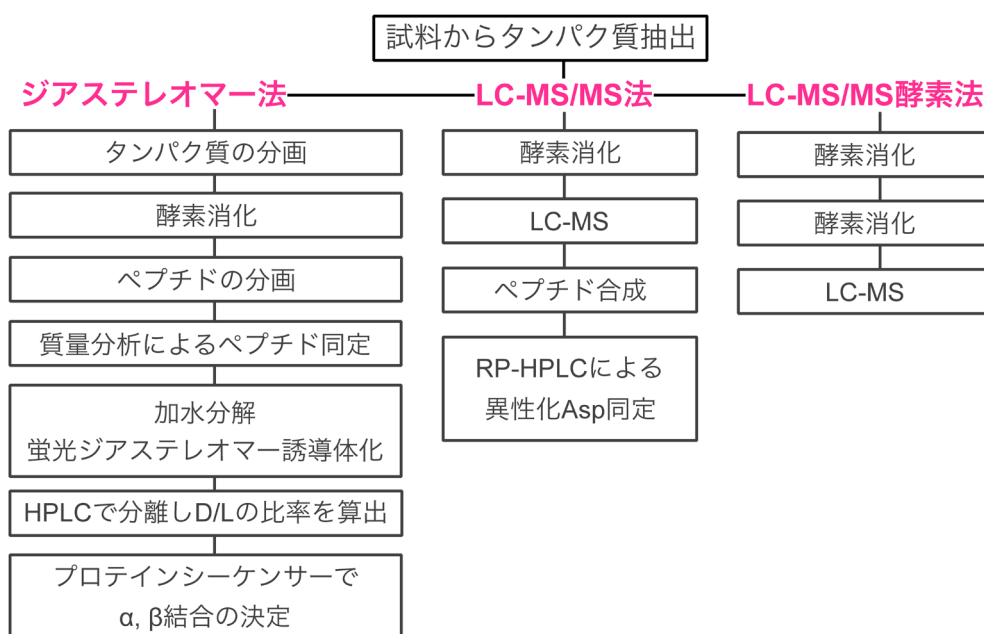 試料からタンパク質抽出
ジアステレオマー法
LC-MS/MS法
LC-MS/MS酵素法
タンパク質の分画
酵素消化
ペプチドの分画
質量分析によるペプチド同定
加水分解
蛍光ジアステレオマー誘導体化
HPLCで分離しD/Lの比率を算出
プロテインシーケンサーで
α, β結合の決定
酵素消化
LC-MS
ペプチド合成
RP-HPLCによる
異性化Asp同定
酵素消化
酵素消化
LC-MS